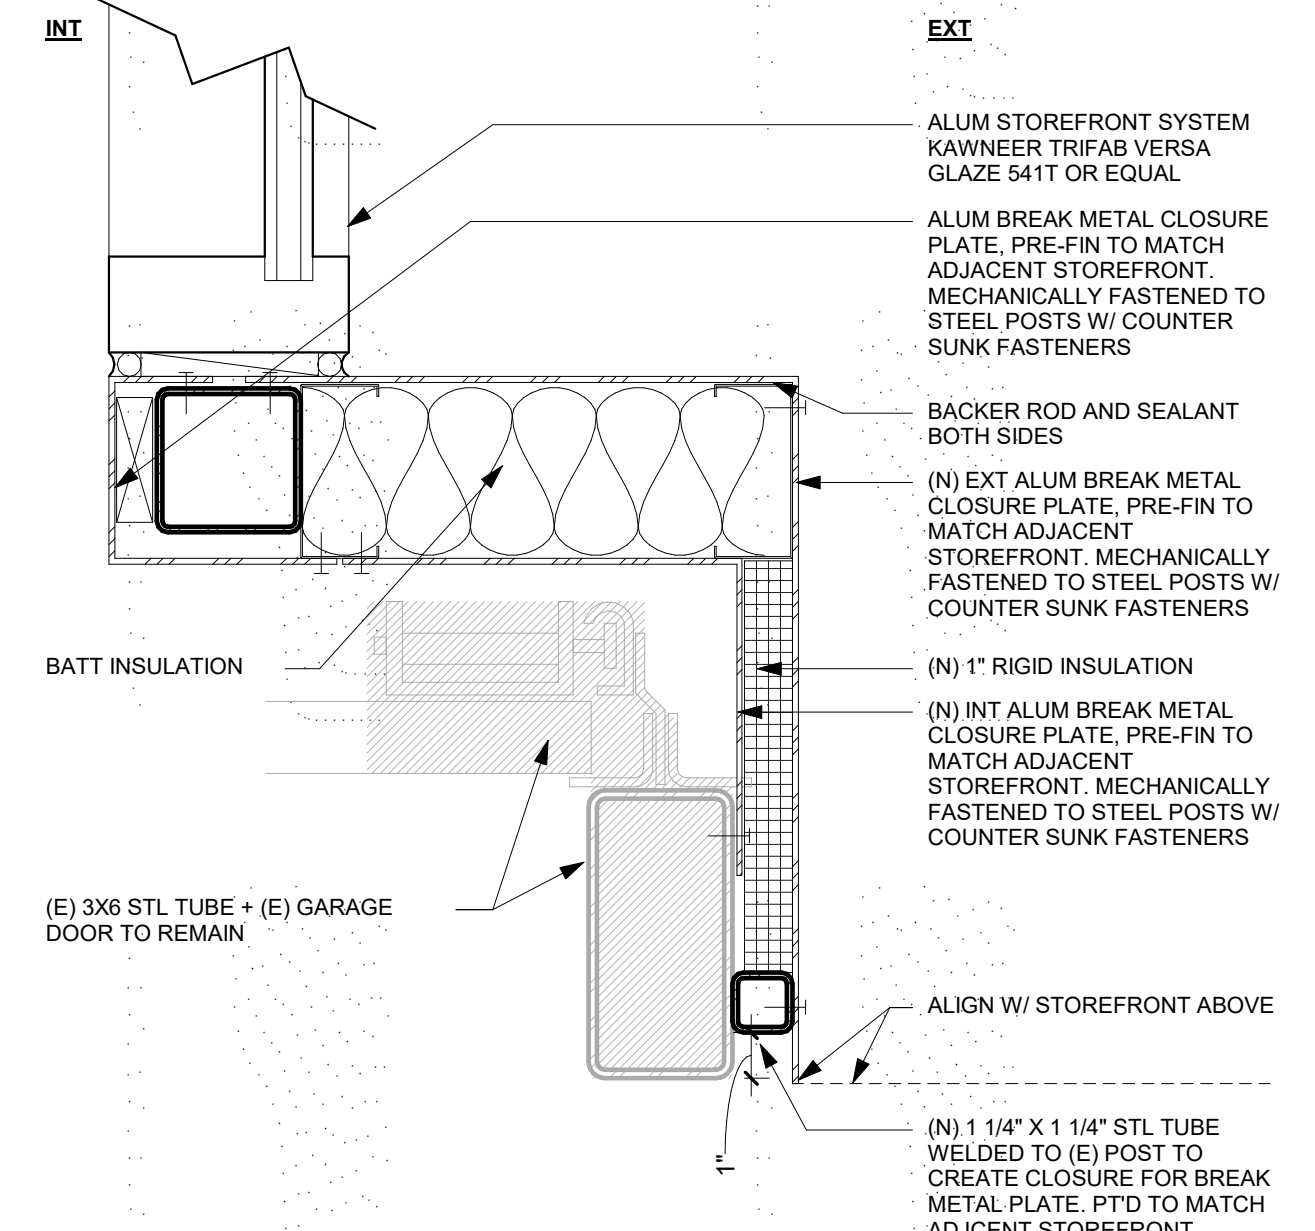 INT
EXT
ALUM STOREFRONT SYSTEM
KAWNEER TRIFAB VERSA
GLAZE 541T OR EQUAL
ALUM BREAK METAL CLOSURE
PLATE, PRE-FIN TO MATCH
ADJACENT STOREFRONT.
MECHANICALLY FASTENED TO
STEEL POSTS W/ COUNTER
SUNK FASTENERS
BACKER ROD AND SEALANT
BOTH SIDES
(N) EXT ALUM BREAK METAL
CLOSURE PLATE, PRE-FIN TO
MATCH ADJACENT
STOREFRONT. MECHANICALLY
FASTENED TO STEEL POSTS W/
COUNTER SUNK FASTENERS
BATT INSULATION
(N) 1" RIGID INSULATION
(N) INT ALUM BREAK METAL
CLOSURE PLATE, PRE-FIN TO
MATCH ADJACENT
STOREFRONT. MECHANICALLY
FASTENED TO STEEL POSTS W/
COUNTER SUNK FASTENERS
(E) 3X6 STL TUBE + (E) GARAGE
DOOR TO REMAIN
ALIGN W/ STOREFRONT ABOVE
1"
(N) 1 1/4" X 1 1/4" STL TUBE
WELDED TO (E) POST TO
CREATE CLOSURE FOR BREAK
METAL PLATE. PT'D TO MATCH
ADJCENT STOREFRONT